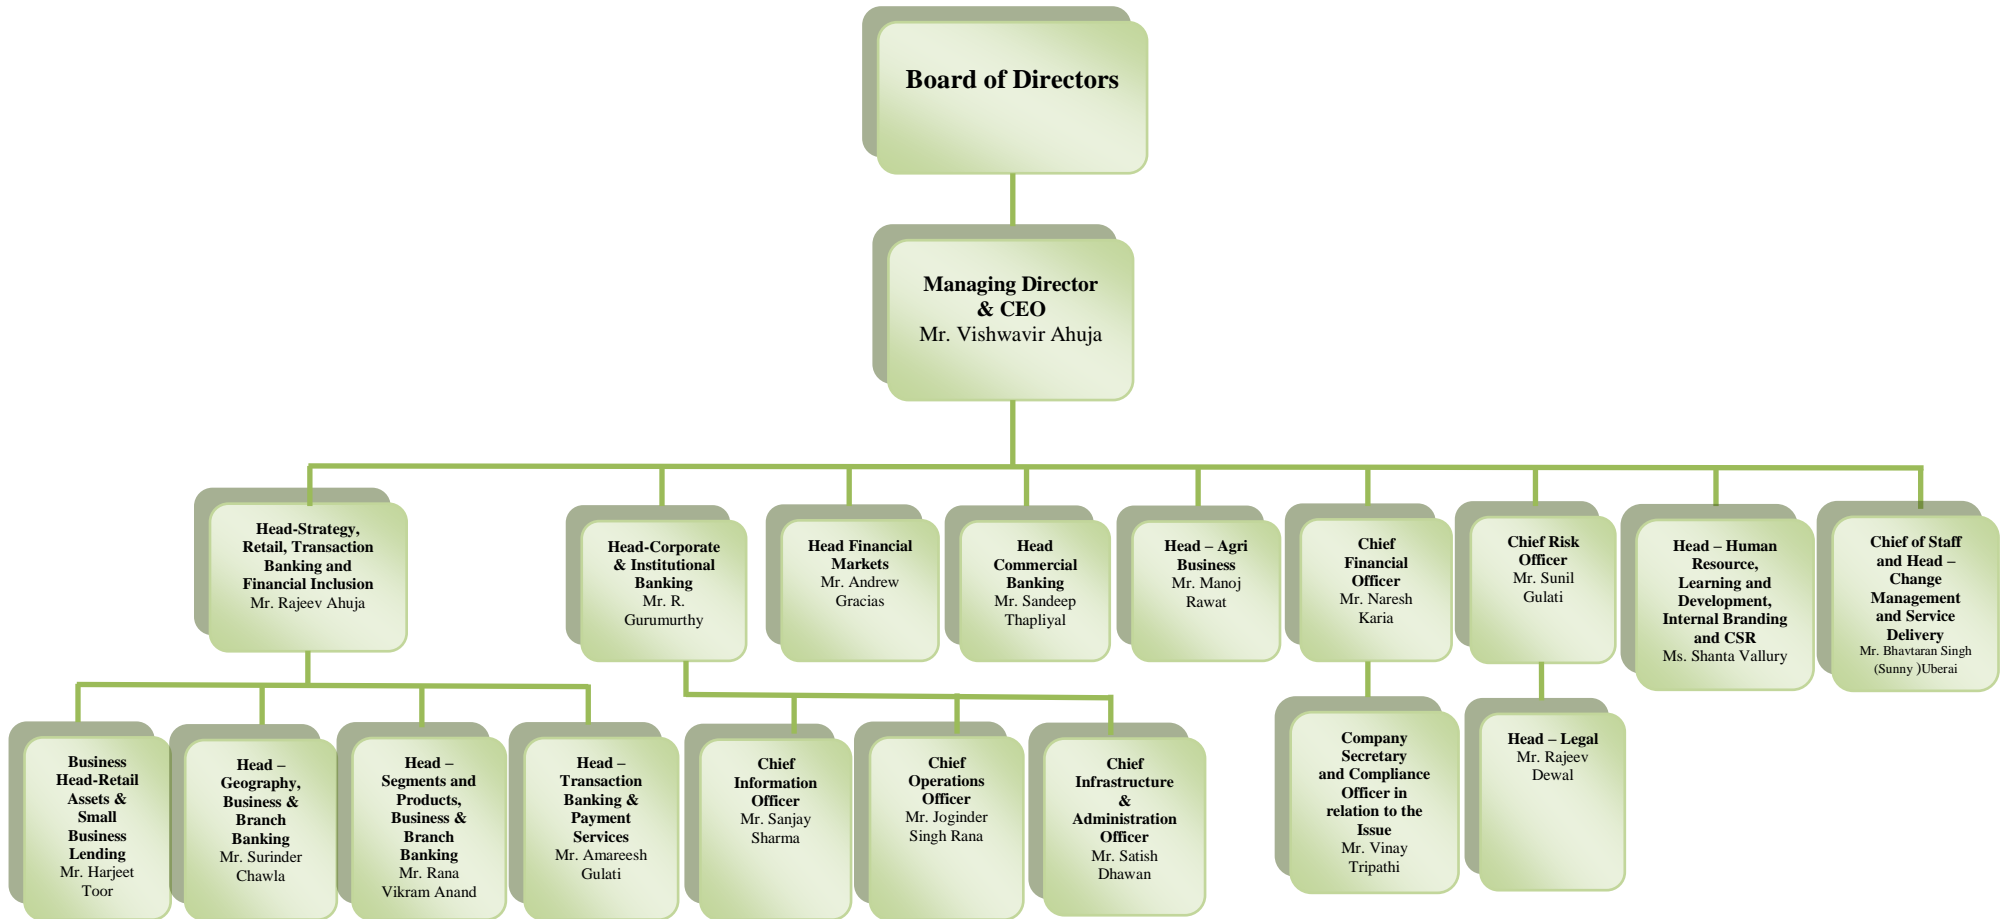 Board of Directors
Managing Director
& CEO
Mr. Vishwavir Ahuja
Head-Strategy,
Retail, Transaction
Banking and
Financial Inclusion
Mr. Rajeev Ahuja
Head-Corporate
& Institutional
Banking
Mr. R.
Gurumurthy
Head Financial
Markets
Mr. Andrew
Gracias
Head
Commercial
Banking
Mr. Sandeep
Thapliyal
Head – Agri
Business
Mr. Manoj
Rawat
Chief
Financial
Officer
Mr. Naresh
Karia
Chief Risk
Officer
Mr. Sunil
Gulati
Head – Human
Resource,
Learning and
Development,
Internal Branding
and CSR
Ms. Shanta Vallury
Chief of Staff
and Head –
Change
Management
and Service
Delivery
Mr. Bhavtaran Singh
(Sunny )Uberai
Business
Head-Retail
Assets &
Small
Business
Lending
Mr. Harjeet
Toor
Head –
Geography,
Business &
Branch
Banking
Mr. Surinder
Chawla
Head –
Segments and
Products,
Business &
Branch
Banking
Mr. Rana
Vikram Anand
Head –
Transaction
Banking &
Payment
Services
Mr. Amareesh
Gulati
Chief
Information
Officer
Mr. Sanjay
Sharma
Chief
Operations
Officer
Mr. Joginder
Singh Rana
Chief
Infrastructure
&
Administration
Officer
Mr. Satish
Dhawan
Company
Secretary
and Compliance
Officer in
relation to the
Issue
Mr. Vinay
Tripathi
Head – Legal
Mr. Rajeev
Dewal